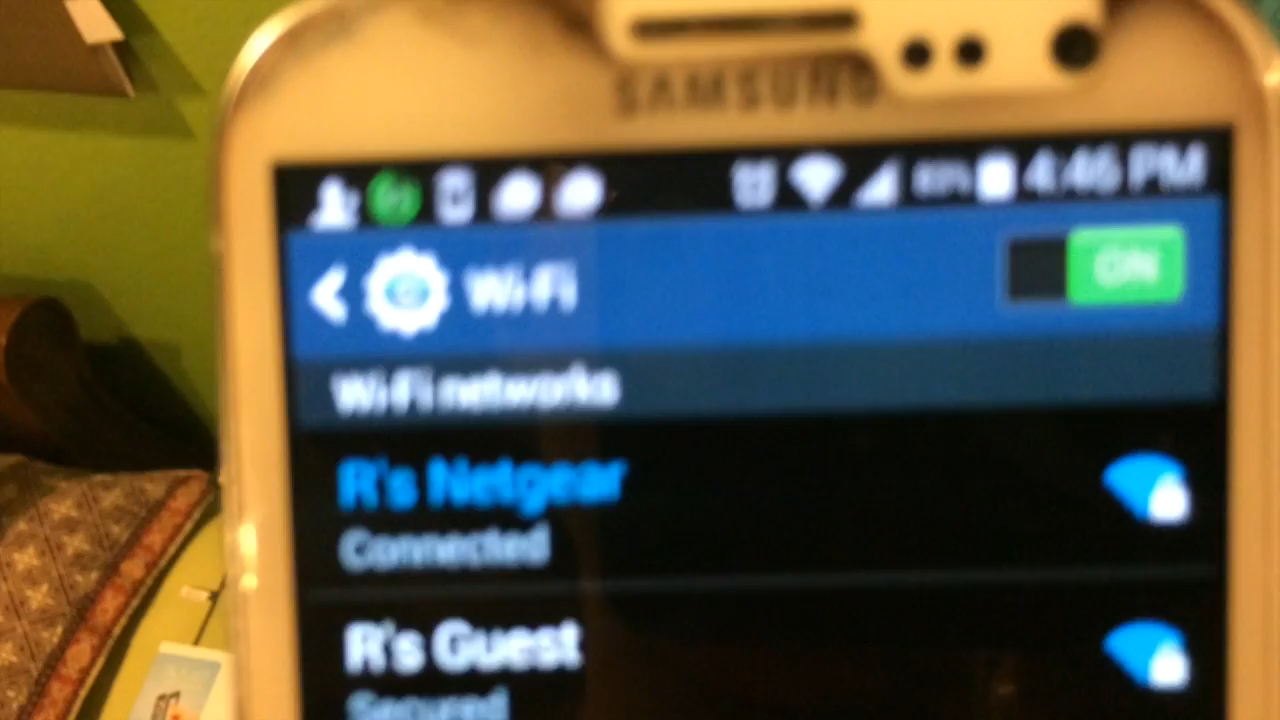 SAMSUNG
4:46 PM
Wi-Fi
ON
Wi-Fi networks
R's Netgear
Connected
R's Guest
Secured